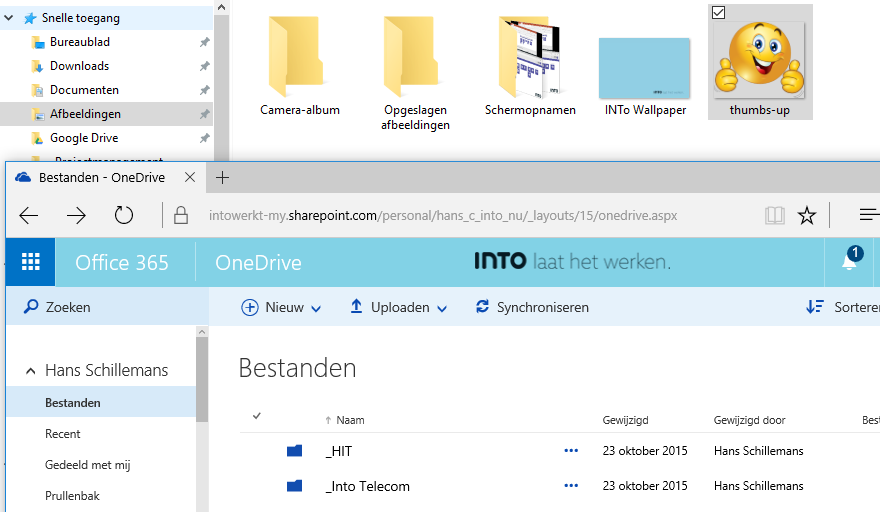 Snelle toegang
Bureaublad
Downloads
Documenten
Afbeeldingen
Google Drive
Projectmanagement
Camera-album
Opgeslagen
afbeeldingen
Schermopnamen
INTo
INTo Wallpaper
thumbs-up
Bestanden - OneDrive
intowerkt-my.sharepoint.com/personal/hans_c_into_nu/_layouts/15/onedrive.aspx
Office 365
OneDrive
INTO laat het werken.
1
Zoeken
Nieuw
Uploaden
Synchroniseren
Sorteren
Hans Schillemans
Bestanden
Recent
Gedeeld met mij
Prullenbak
Bestanden
Naam
Gewijzigd
Gewijzigd door
Best
_HIT
23 oktober 2015
Hans Schillemans
_Into Telecom
23 oktober 2015
Hans Schillemans